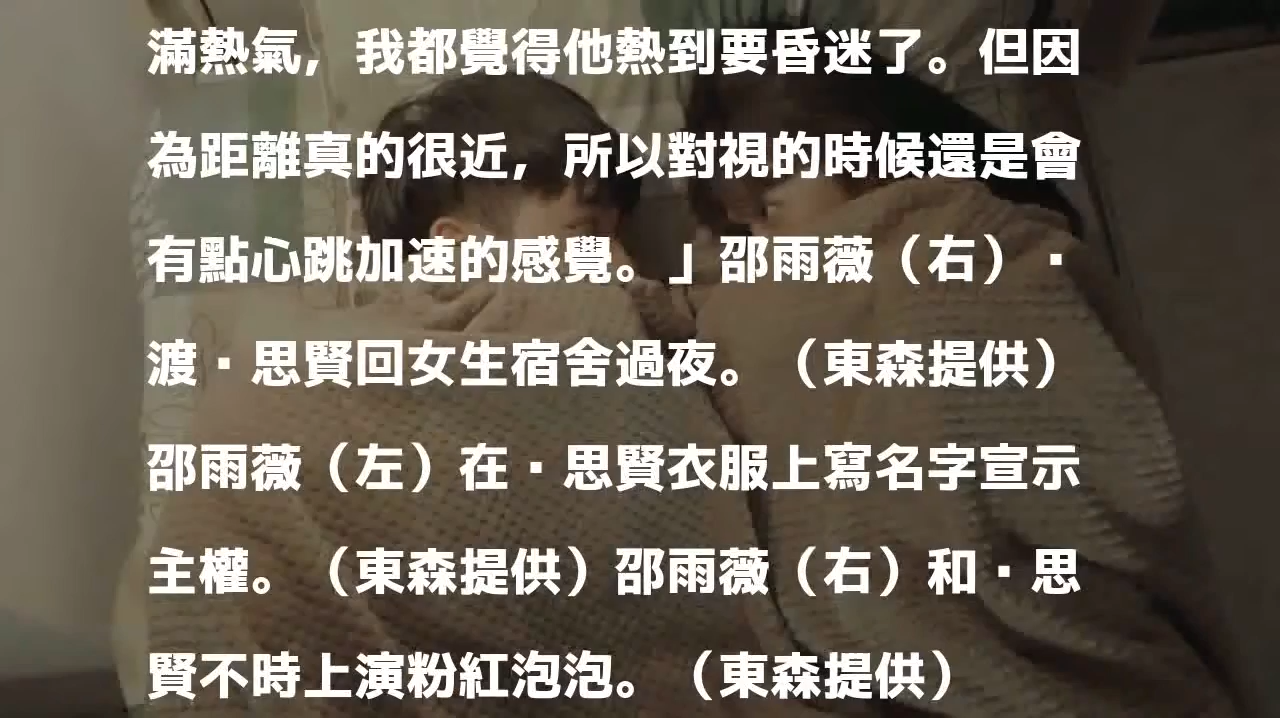 滿熱氣，我都覺得他熱到要昏迷了。但因
為距離真的很近，所以對視的時候還是會
有點心跳加速的感覺。」邵雨薇（右）▪
渡▪思賢回女生宿舍過夜。（東森提供）
邵雨薇（左）在▪思賢衣服上寫名字宣示
主權。（東森提供）邵雨薇（右）和▪思
賢不時上演粉紅泡泡。（東森提供）